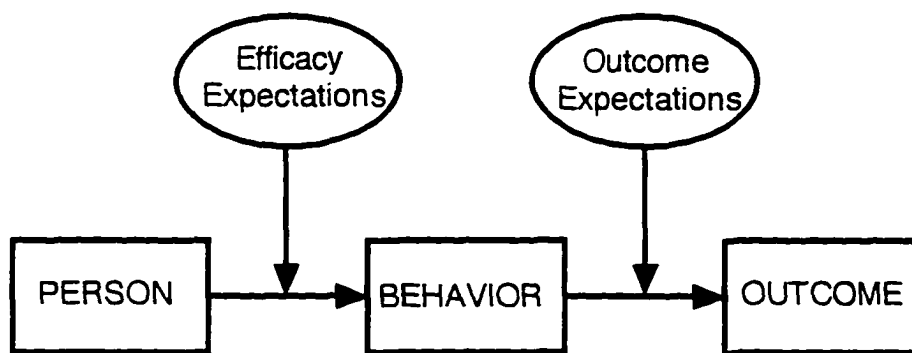 Efficacy
Expectations
Outcome
Expectations
PERSON
BEHAVIOR
OUTCOME